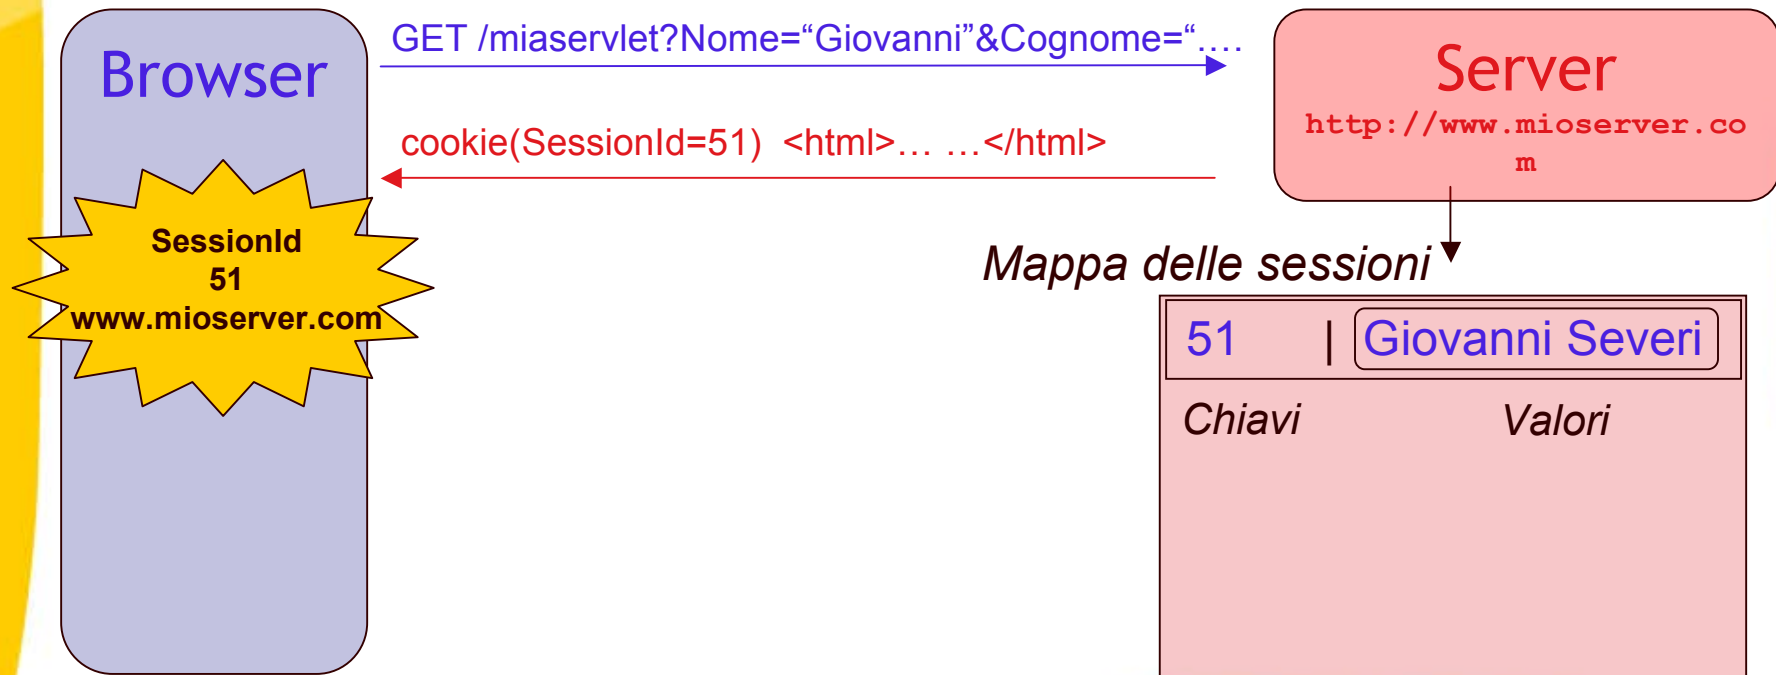 Browser
GET /miaservlet?Nome=“Giovanni”&Cognome=“….
Server
http://www.mioserver.co
m
cookie(SessionId=51) <html>… …</html>
SessionId
51
www.mioserver.com
Mappa delle sessioni
51 | Giovanni Severi
Chiavi Valori